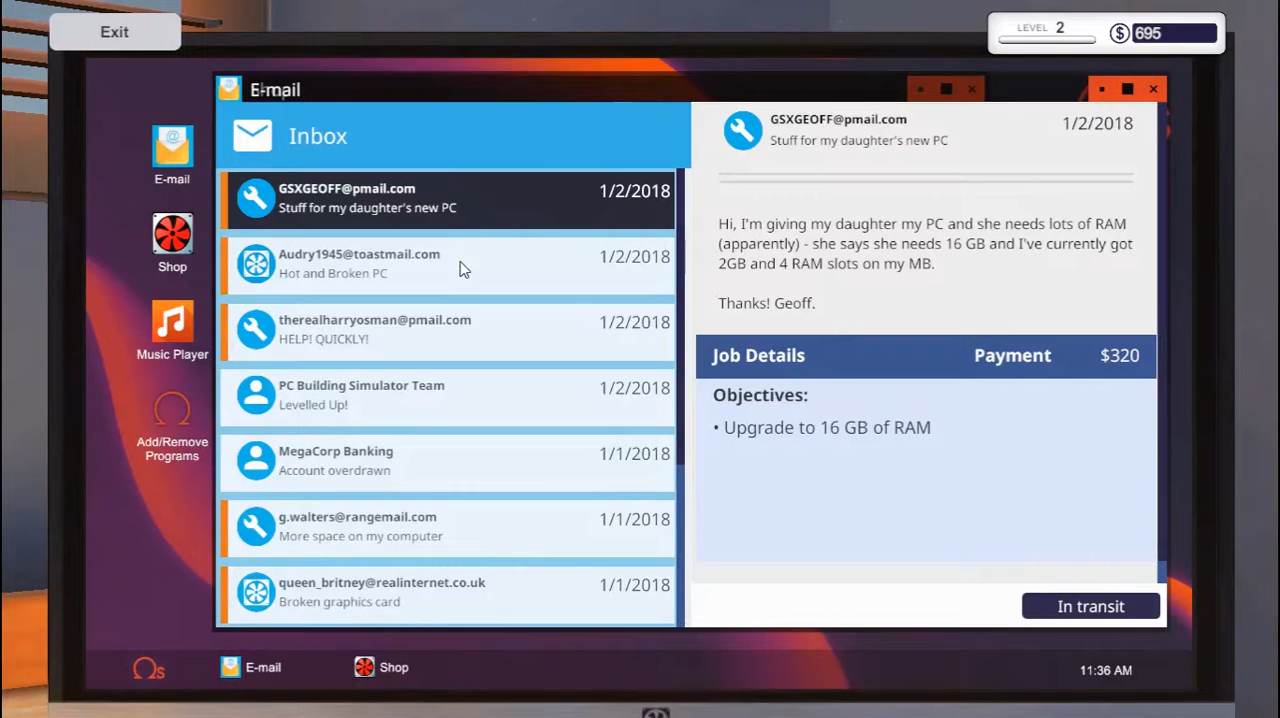 Exit
LEVEL 2
$ 695
E-mail
Inbox
GSXGEOFF@pmail.com 1/2/2018
Stuff for my daughter's new PC
Audry1945@toastmail.com 1/2/2018
Hot and Broken PC
therealharryosman@pmail.com 1/2/2018
HELP! QUICKLY!
PC Building Simulator Team 1/2/2018
Levelled Up!
MegaCorp Banking 1/1/2018
Account overdrawn
g.walters@rangemail.com 1/1/2018
More space on my computer
queen_britney@realinternet.co.uk 1/1/2018
Broken graphics card
GSXGEOFF@pmail.com 1/2/2018
Stuff for my daughter's new PC
Hi, I'm giving my daughter my PC and she needs lots of RAM
(apparently) - she says she needs 16 GB and I've currently got
2GB and 4 RAM slots on my MB.
Thanks! Geoff.
Job Details Payment $320
Objectives:
• Upgrade to 16 GB of RAM
In transit
E-mail
Shop
Music Player
Add/Remove
Programs
Ωs
E-mail
Shop
11:36 AM